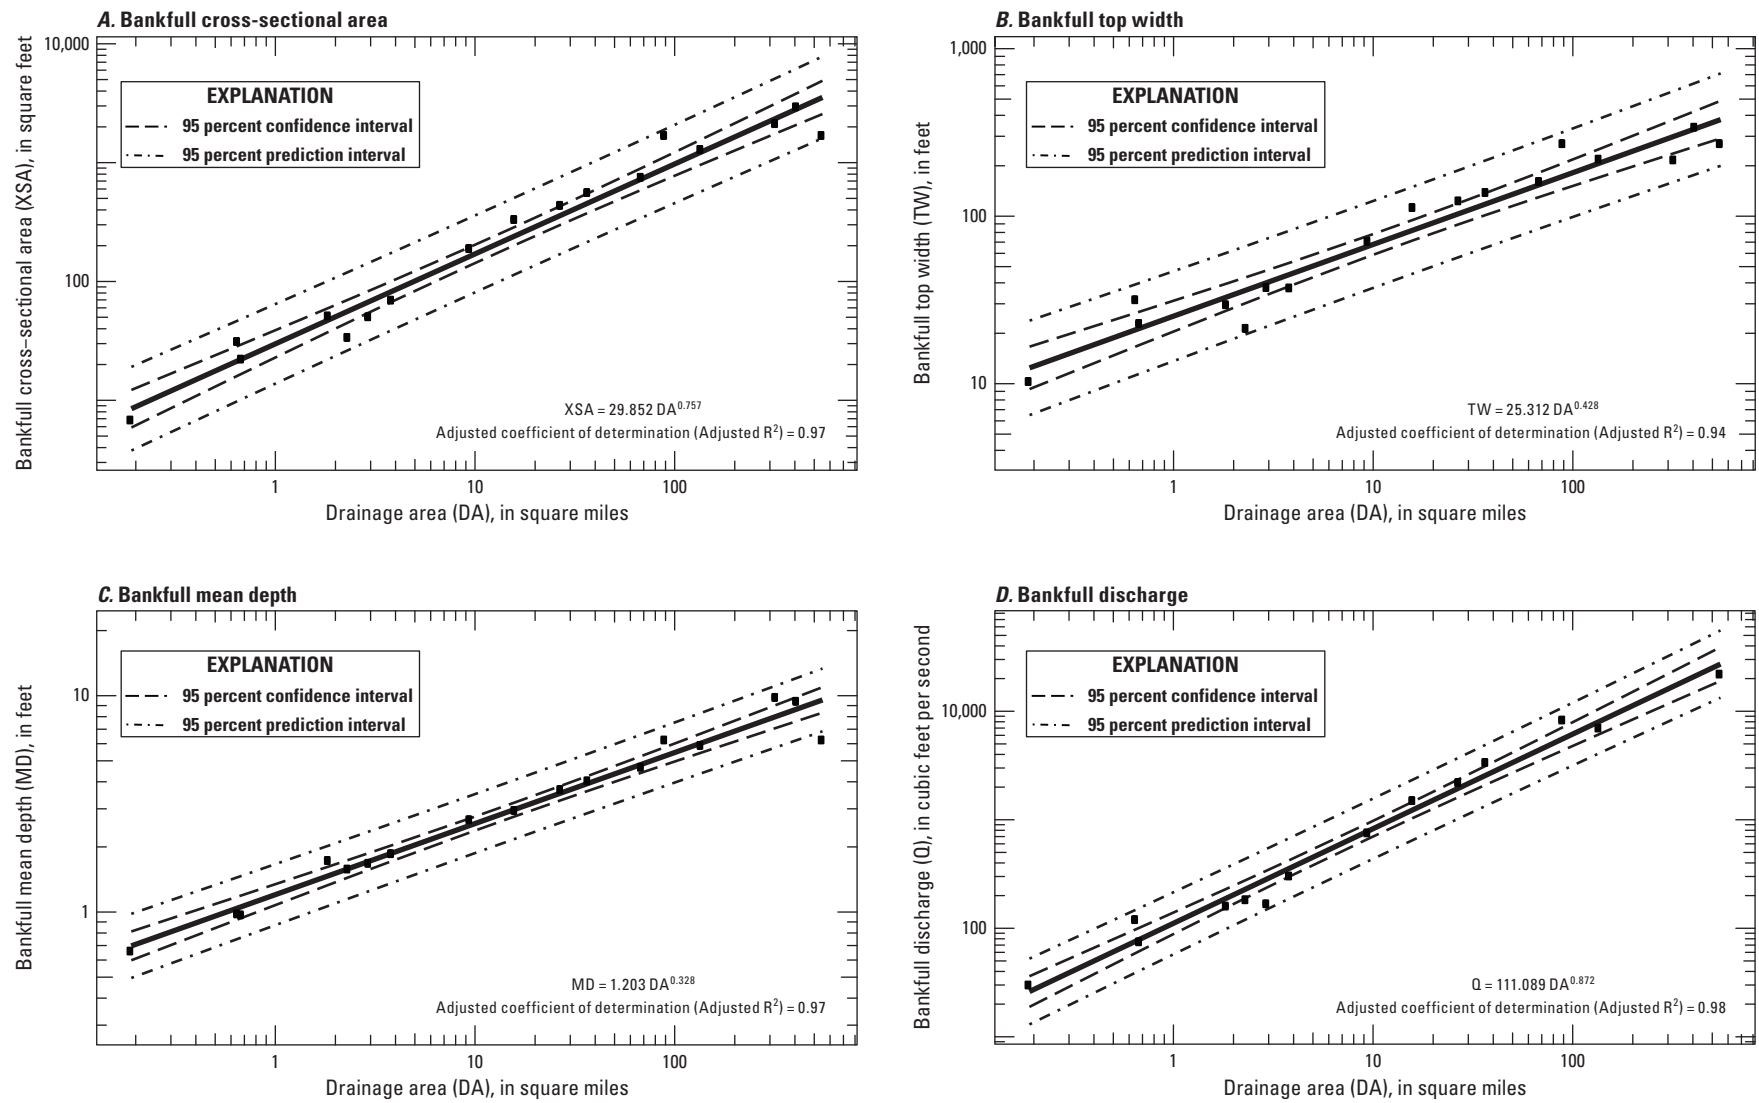 A. Bankfull cross-sectional area
Bankfull cross–sectional area (XSA), in square feet
10,000
100
EXPLANATION
95 percent confidence interval
95 percent prediction interval
XSA = 29.852 DA^0.757
Adjusted coefficient of determination (Adjusted R²) = 0.97
1 10 100
Drainage area (DA), in square miles
B. Bankfull top width
Bankfull top width (TW), in feet
1,000
100
10
EXPLANATION
95 percent confidence interval
95 percent prediction interval
TW = 25.312 DA^0.428
Adjusted coefficient of determination (Adjusted R²) = 0.94
1 10 100
Drainage area (DA), in square miles
C. Bankfull mean depth
Bankfull mean depth (MD), in feet
10
1
EXPLANATION
95 percent confidence interval
95 percent prediction interval
MD = 1.203 DA^0.328
Adjusted coefficient of determination (Adjusted R²) = 0.97
1 10 100
Drainage area (DA), in square miles
D. Bankfull discharge
Bankfull discharge (Q), in cubic feet per second
10,000
100
EXPLANATION
95 percent confidence interval
95 percent prediction interval
Q = 111.089 DA^0.872
Adjusted coefficient of determination (Adjusted R²) = 0.98
1 10 100
Drainage area (DA), in square miles